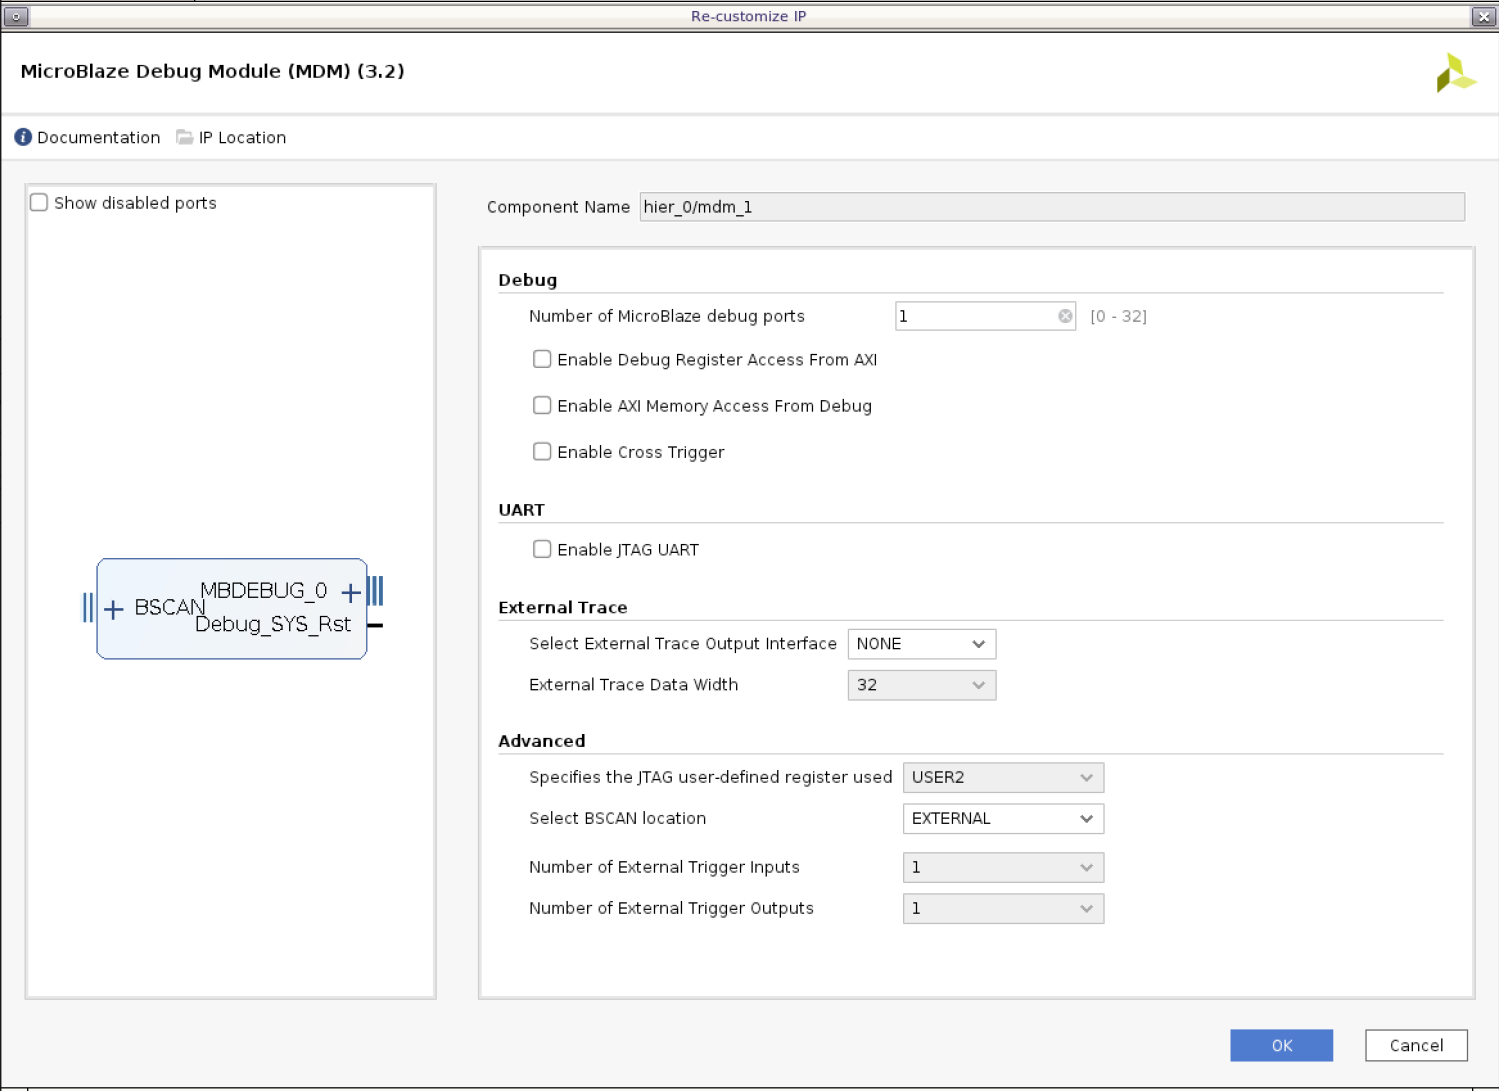 Re-customize IP
MicroBlaze Debug Module (MDM) (3.2)
Documentation IP Location
Show disabled ports
BSCAN
MBDEBUG_0
Debug_SYS_Rst
Component Name hier_0/mdm_1
Debug
Number of MicroBlaze debug ports 1 [0 - 32]
Enable Debug Register Access From AXI
Enable AXI Memory Access From Debug
Enable Cross Trigger
UART
Enable JTAG UART
External Trace
Select External Trace Output Interface NONE
External Trace Data Width 32
Advanced
Specifies the JTAG user-defined register used USER2
Select BSCAN location EXTERNAL
Number of External Trigger Inputs 1
Number of External Trigger Outputs 1
OK Cancel